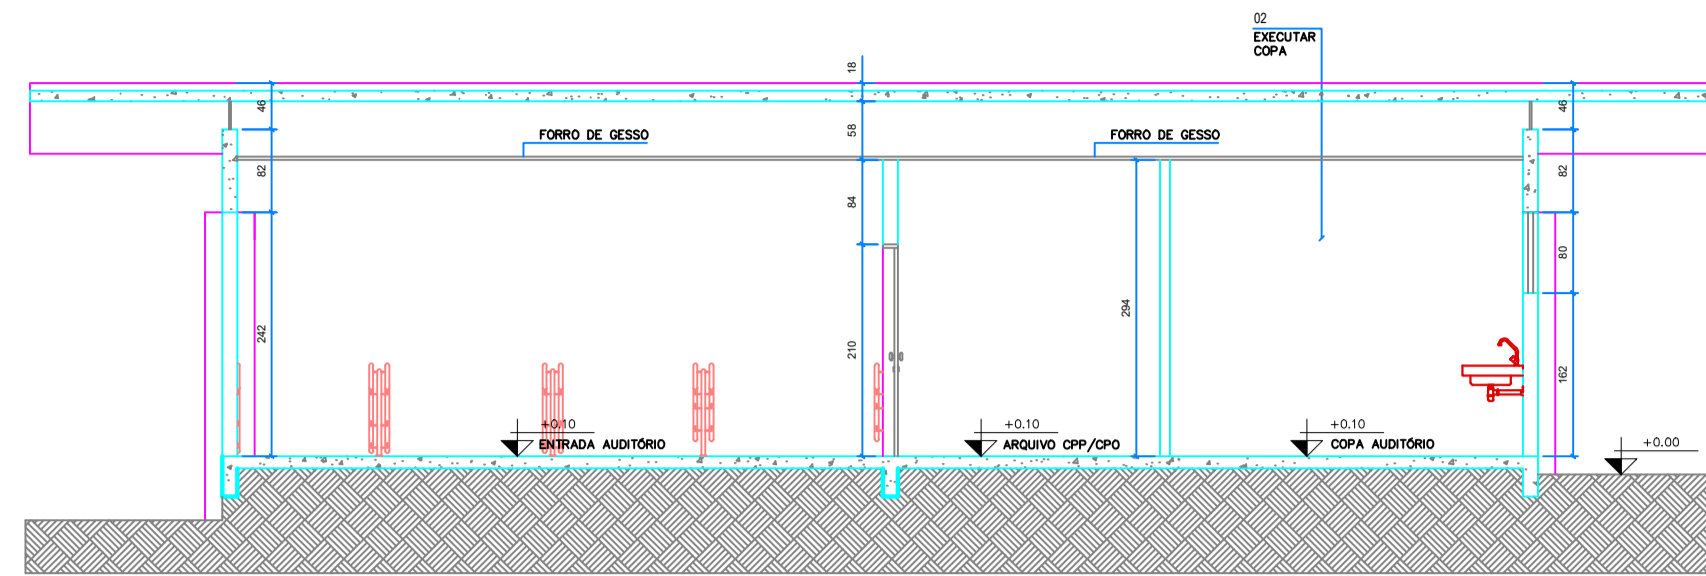 02
EXECUTAR
COPA
18
46
46
58
FORRO DE GESSO
FORRO DE GESSO
82
82
84
80
294
242
210
162
+0.10
ENTRADA AUDITÓRIO
+0.10
ARQUIVO CPP/CPO
+0.10
COPA AUDITÓRIO
+0.00